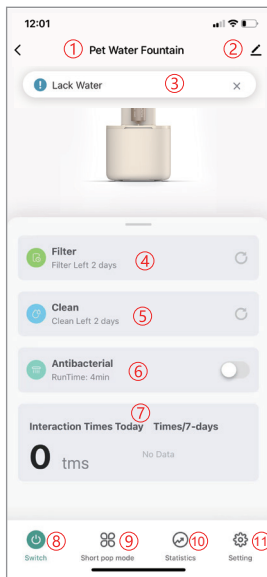 12:01
① Pet Water Fountain ②
Lack Water ③
Filter
Filter Left 2 days ④
Clean
Clean Left 2 days ⑤
Antibacterial
RunTime: 4min ⑥
⑦
Interaction Times Today Times/7-days
0 tms No Data
⑧ ⑨ ⑩ ⑪
Switch Short pop mode Statistics Setting